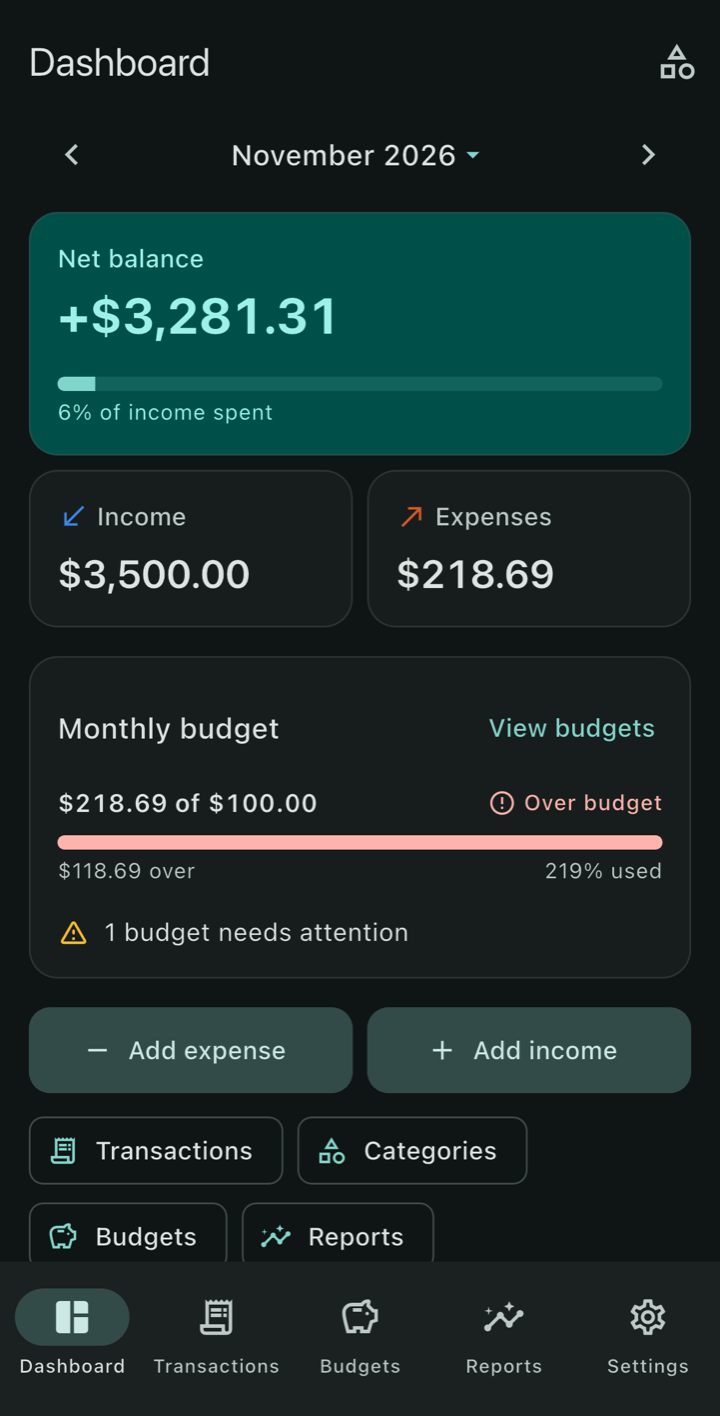 Dashboard
November 2026
Net balance
+$3,281.31
6% of income spent
Income
$3,500.00
Expenses
$218.69
Monthly budget
View budgets
$218.69 of $100.00
Over budget
$118.69 over
219% used
1 budget needs attention
Add expense
Add income
Transactions
Categories
Budgets
Reports
Dashboard
Transactions
Budgets
Reports
Settings